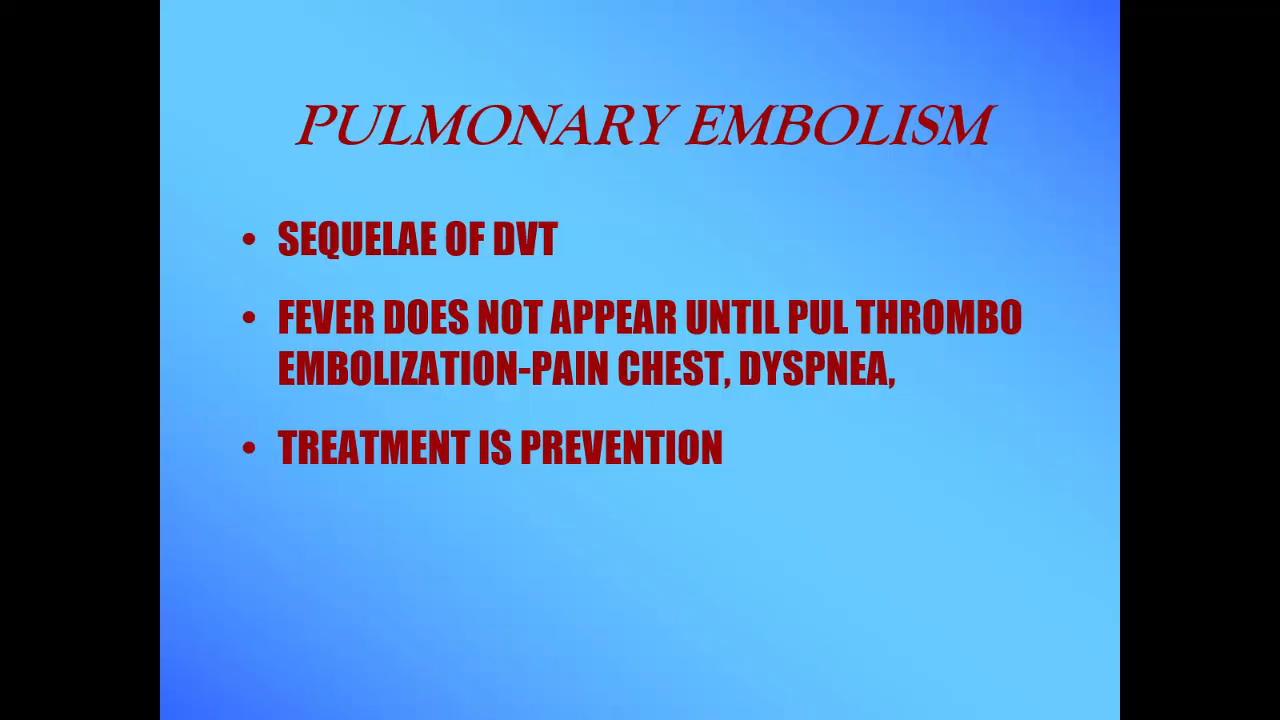 PULMONARY EMBOLISM
• SEQUELAE OF DVT
• FEVER DOES NOT APPEAR UNTIL PUL THROMBO
EMBOLIZATION-PAIN CHEST, DYSPNEA,
• TREATMENT IS PREVENTION